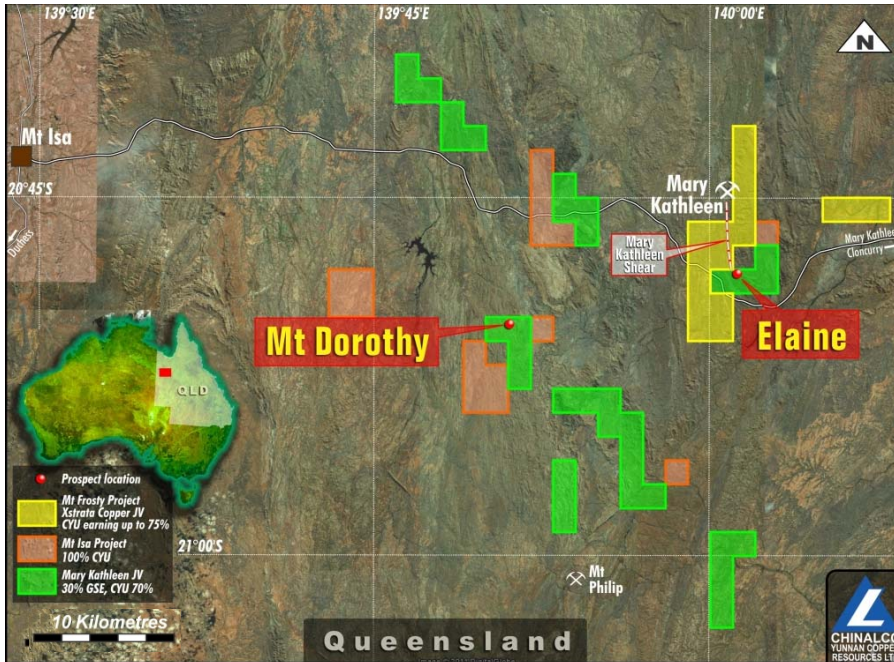 139°30'E
139°45'E
140°00'E
N
Mt Isa
20°45'S
Duchess
Mary
Kathleen
Mary
Kathleen
Shear
Mary Kathleen
Cloncurry
Mt Dorothy
Elaine
QLD
Prospect location
Mt Frosty Project
Xstrata Copper JV
CYU earning up to 75%
Mt Isa Project
100% CYU
Mary Kathleen JV
30% GSE, CYU 70%
21°00'S
Mt
Philip
10 Kilometres
Queensland
CHINALCO
YUNNAN COPPER
RESOURCES LTD